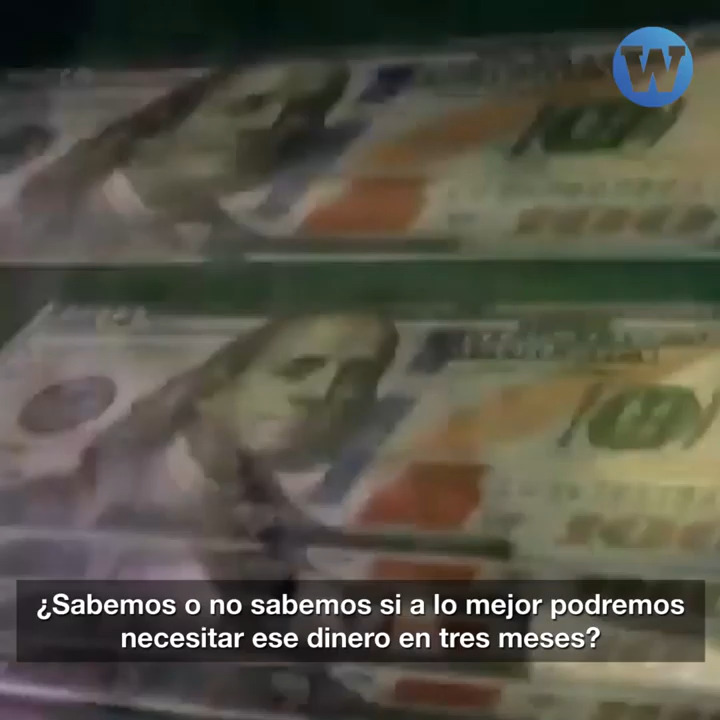 W
¿Sabemos o no sabemos si a lo mejor podremos
necesitar ese dinero en tres meses?